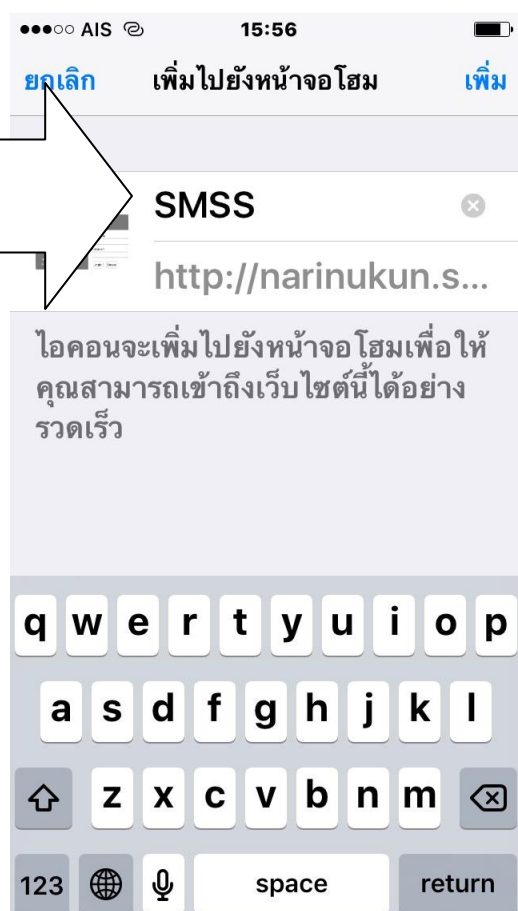 AIS 15:56
ยกเลิก เพิ่มไปยังหน้าจอโฮม เพิ่ม
SMSS
http://narinukun.s...
ไอคอนจะเพิ่มไปยังหน้าจอโฮมเพื่อให้
คุณสามารถเข้าถึงเว็บไซต์นี้ได้อย่าง
รวดเร็ว
q w e r t y u i o p
a s d f g h j k l
z x c v b n m
123 space return